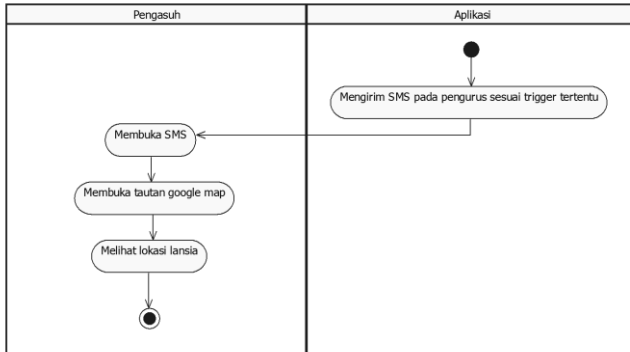 Pengasuh
Aplikasi
Mengirim SMS pada pengurus sesuai trigger tertentu
Membuka SMS
Membuka tautan google map
Melihat lokasi lansia